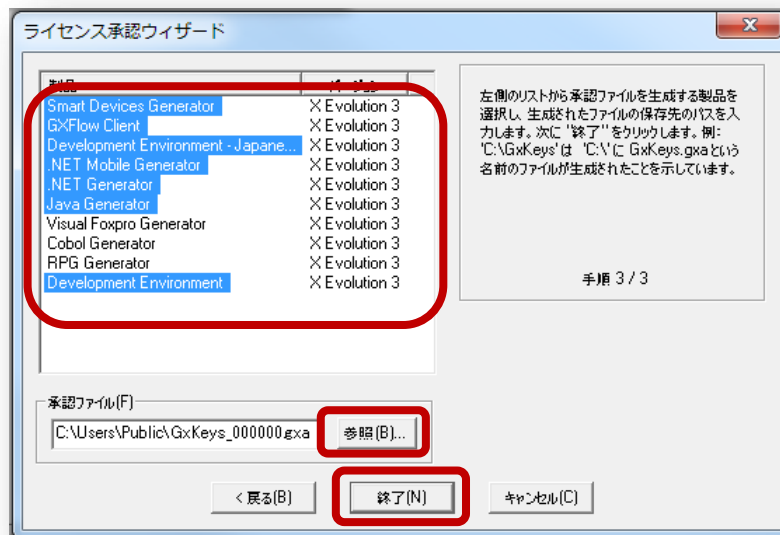 ライセンス承認ウィザード
製品 バージョン
Smart Devices Generator X Evolution 3
GXFlow Client X Evolution 3
Development Environment - Japane... X Evolution 3
.NET Mobile Generator X Evolution 3
.NET Generator X Evolution 3
Java Generator X Evolution 3
Visual Foxpro Generator X Evolution 3
Cobol Generator X Evolution 3
RPG Generator X Evolution 3
Development Environment X Evolution 3
左側のリストから承認ファイルを生成する製品を
選択し、生成されたファイルの保存先のパスを入
力します。次に "終了" をクリックします。例:
'C:\GxKeys'は 'C:\'に GxKeys.gxaという
名前のファイルが生成されたことを示しています。
手順 3 / 3
承認ファイル(F)
C:\Users\Public\GxKeys_000000.gxa
参照(B)...
< 戻る(B)
終了(N)
キャンセル(C)